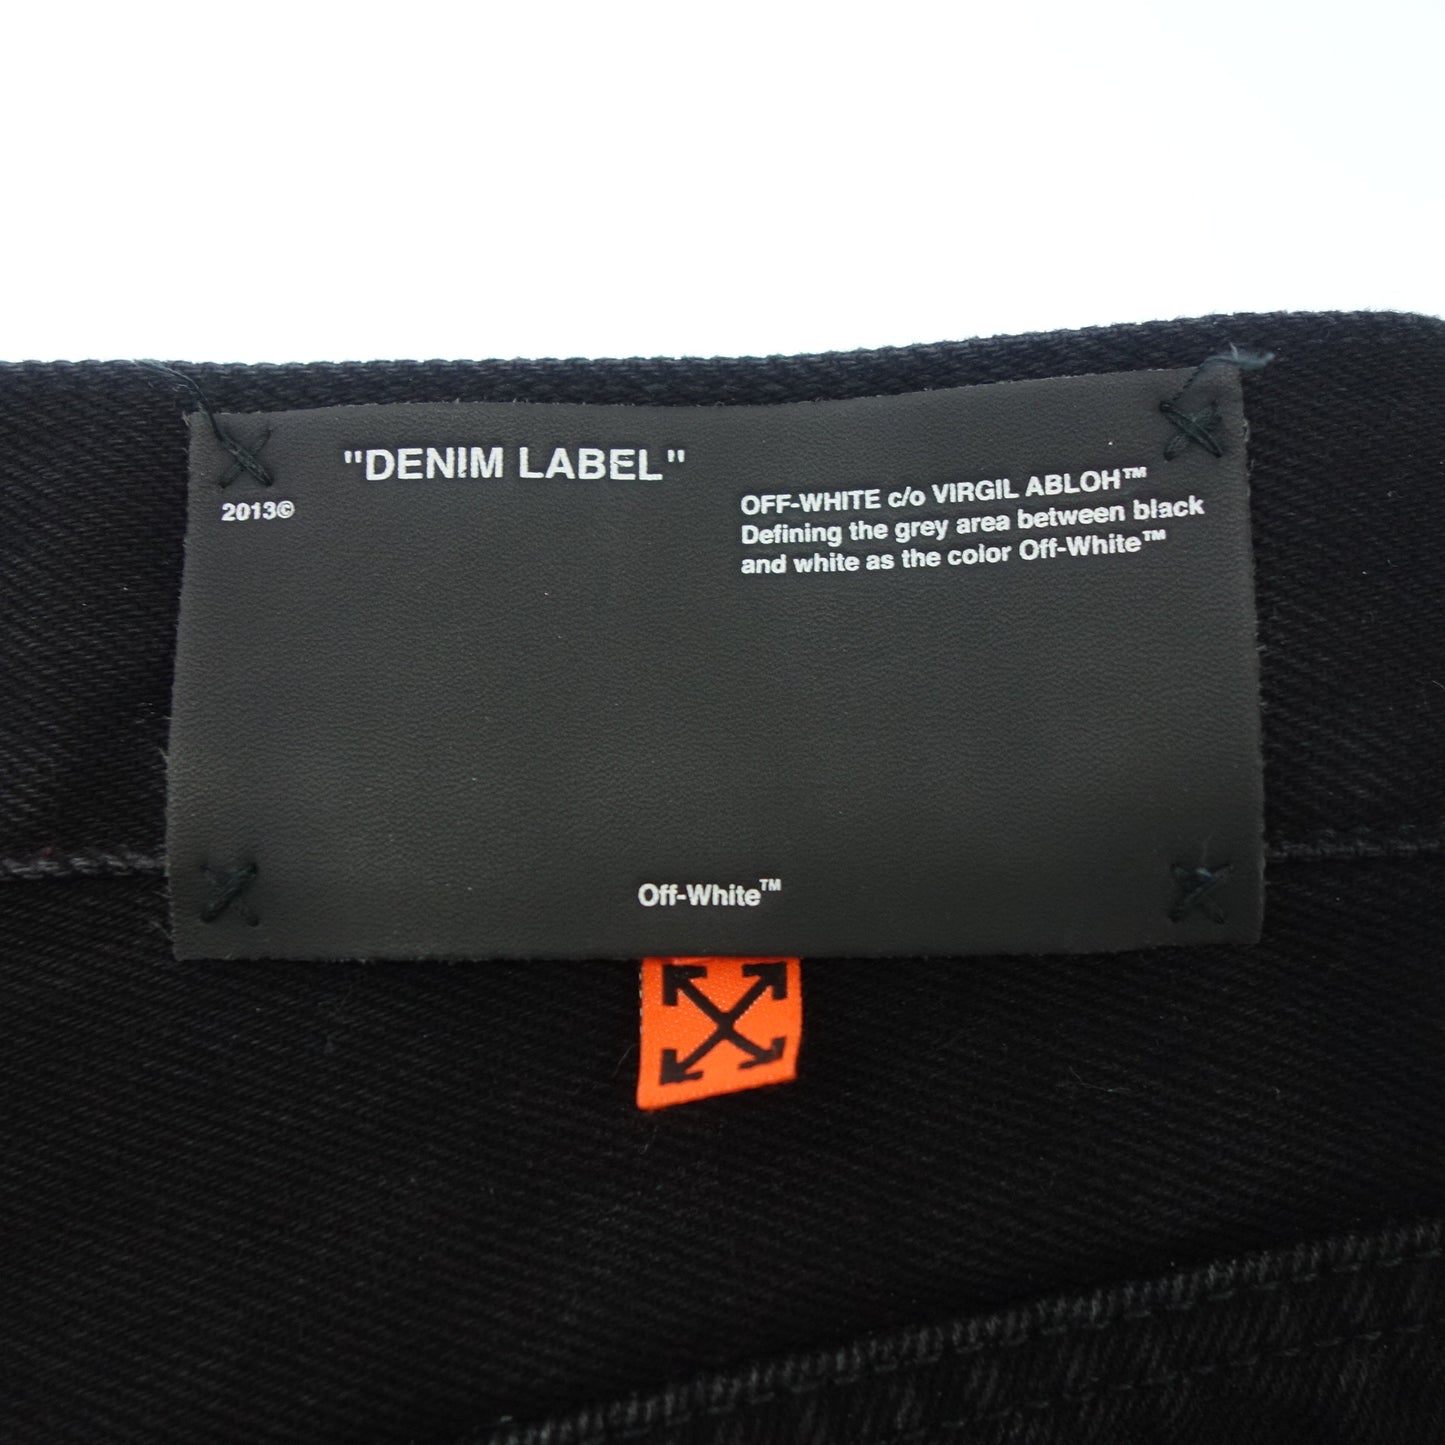 "DENIM LABEL"
2013©
OFF-WHITE c/o VIRGIL ABLOH™
Defining the grey area between black
and white as the color Off-White™
Off-White™